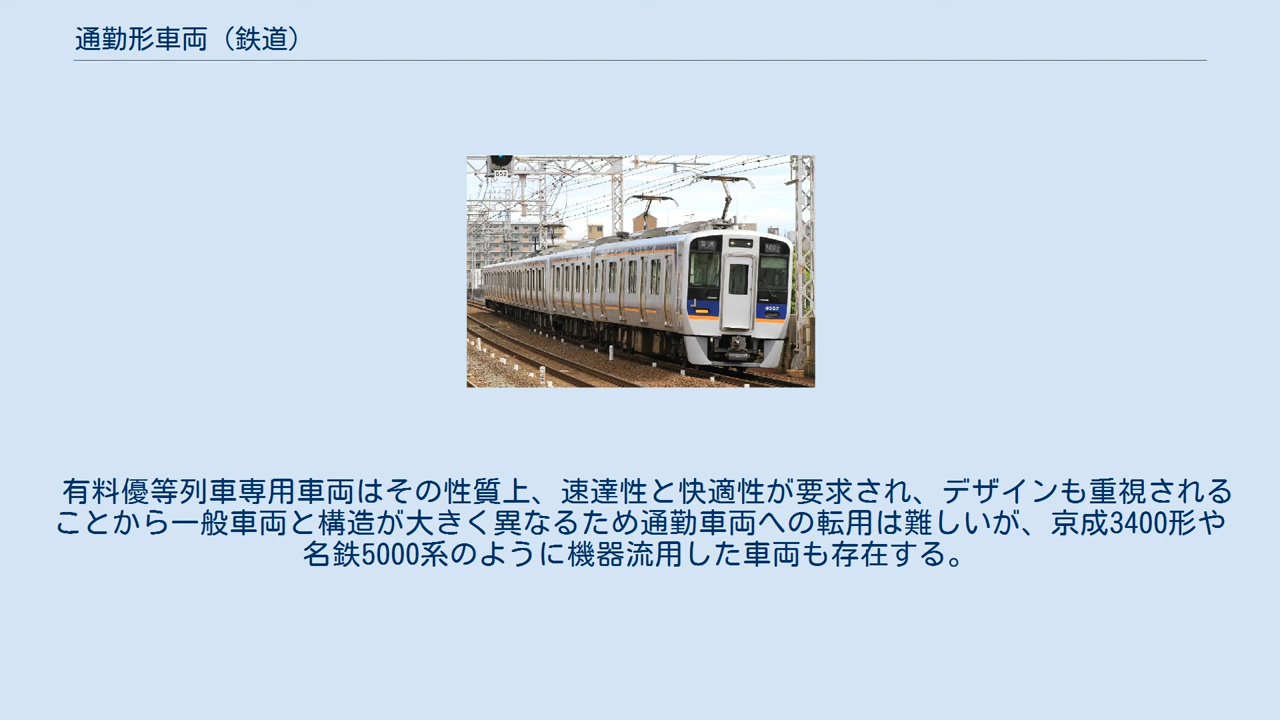 通勤形車両（鉄道）
552
有料優等列車専用車両はその性質上、速達性と快適性が要求され、デザインも重視される
ことから一般車両と構造が大きく異なるため通勤車両への転用は難しいが、京成3400形や
名鉄5000系のように機器流用した車両も存在する。